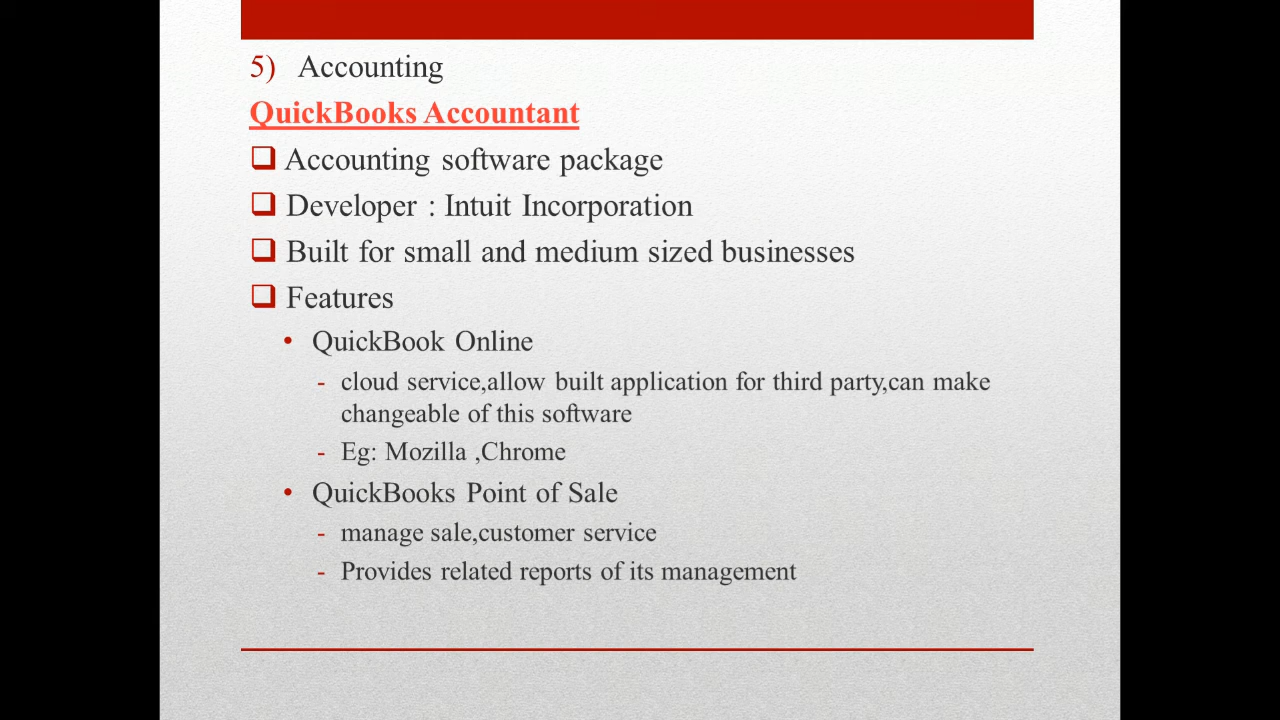 5) Accounting
QuickBooks Accountant
❑ Accounting software package
❑ Developer : Intuit Incorporation
❑ Built for small and medium sized businesses
❑ Features
• QuickBook Online
- cloud service,allow built application for third party,can make
changeable of this software
- Eg: Mozilla ,Chrome
• QuickBooks Point of Sale
- manage sale,customer service
- Provides related reports of its management